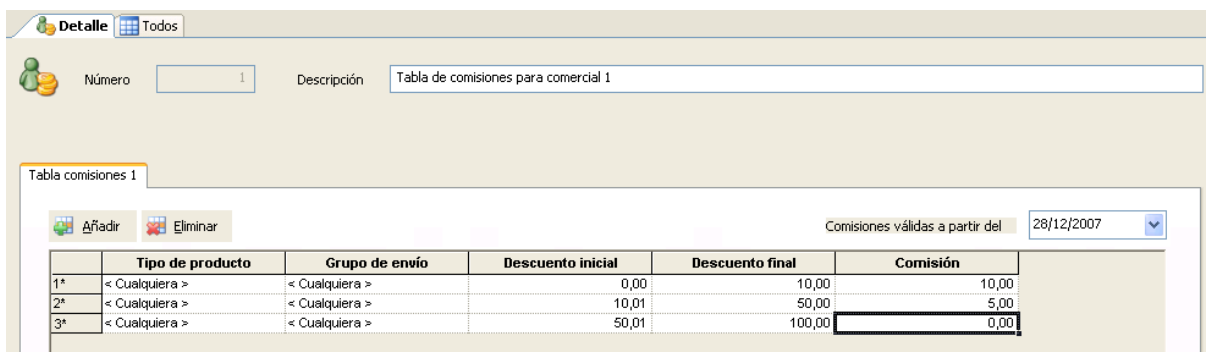 Detalle Todos
Número 1 Descripción Tabla de comisiones para comercial 1
Tabla comisiones 1
Añadir Eliminar Comisiones válidas a partir del 28/12/2007
Tipo de producto Grupo de envío Descuento inicial Descuento final Comisión
1* < Cualquiera > < Cualquiera > 0,00 10,00 10,00
2* < Cualquiera > < Cualquiera > 10,01 50,00 5,00
3* < Cualquiera > < Cualquiera > 50,01 100,00 0,00